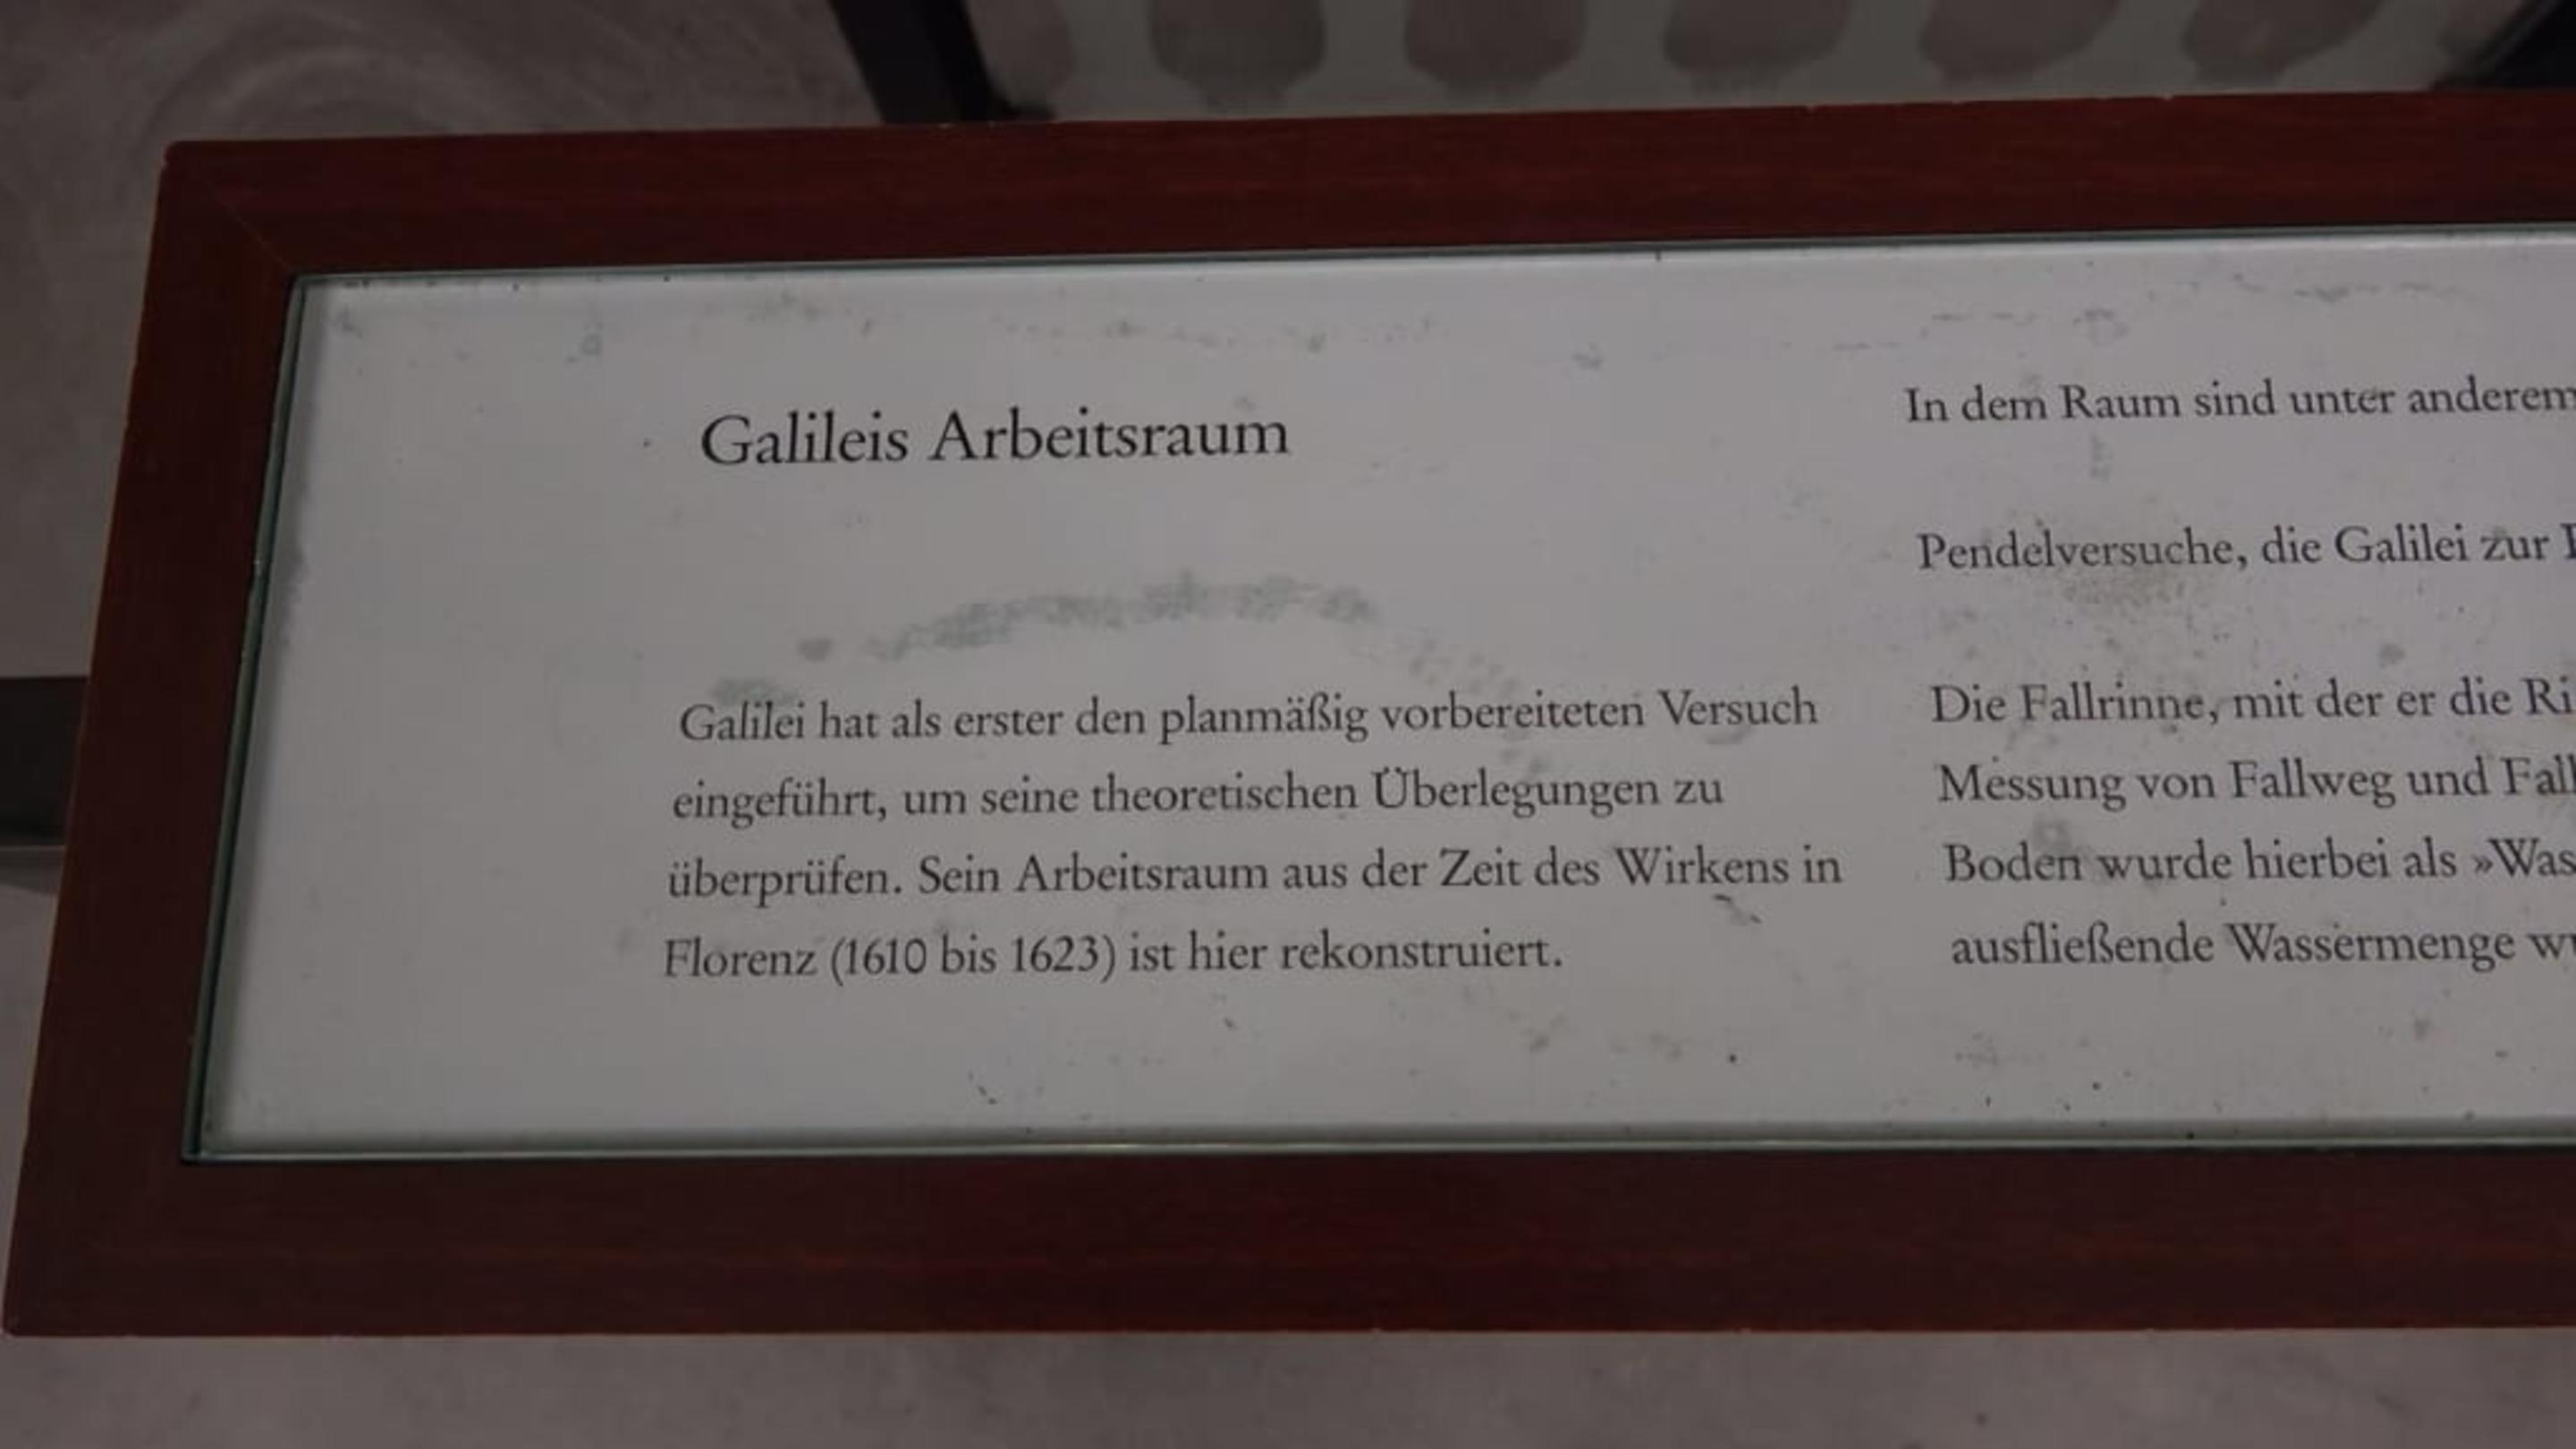 Galileis Arbeitsraum
Galilei hat als erster den planmäßig vorbereiteten Versuch
eingeführt, um seine theoretischen Überlegungen zu
überprüfen. Sein Arbeitsraum aus der Zeit des Wirkens in
Florenz (1610 bis 1623) ist hier rekonstruiert.
In dem Raum sind unter anderem
Pendelversuche, die Galilei zur
Die Fallrinne, mit der er die
Messung von Fallweg und
Boden wurde hierbei als
ausfließende Wassermenge